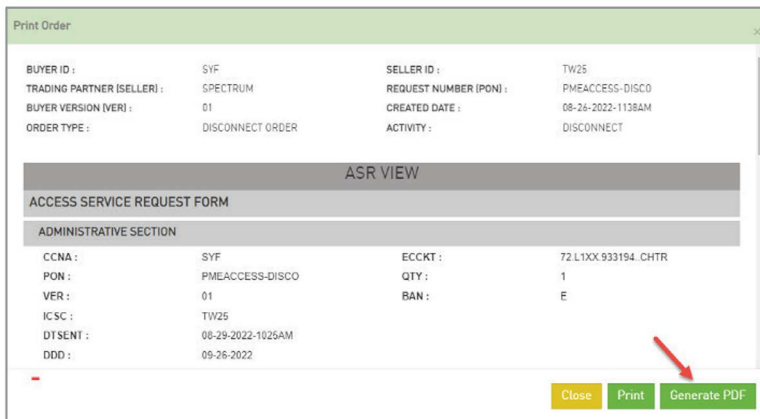 Print Order ×
BUYER ID : SYF SELLER ID : TW25
TRADING PARTNER (SELLER) : SPECTRUM REQUEST NUMBER (PON) : PMEACCESS-DISCO
BUYER VERSION (VER) : 01 CREATED DATE : 08-26-2022-1138AM
ORDER TYPE : DISCONNECT ORDER ACTIVITY : DISCONNECT
ASR VIEW
ACCESS SERVICE REQUEST FORM
ADMINISTRATIVE SECTION
CCNA : SYF ECCKT : 72.L1XX.933194..CHTR
PON : PMEACCESS-DISCO QTY : 1
VER : 01 BAN : E
ICSC : TW25
DTSENT : 08-29-2022-1025AM
DDD : 09-26-2022
Close Print Generate PDF